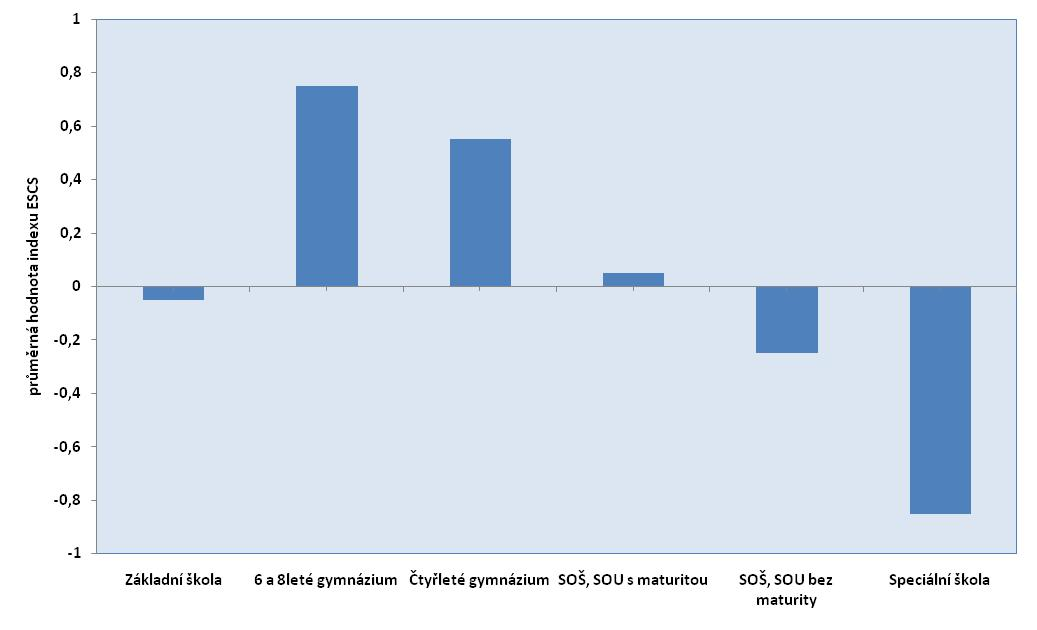 1
0,8
0,6
0,4
0,2
0
-0,2
-0,4
-0,6
-0,8
-1
průměrná hodnota indexu ESCS
Základní škola
6 a 8leté gymnázium
Čtyřleté gymnázium
SOŠ, SOU s maturitou
SOŠ, SOU bez
maturity
Speciální škola